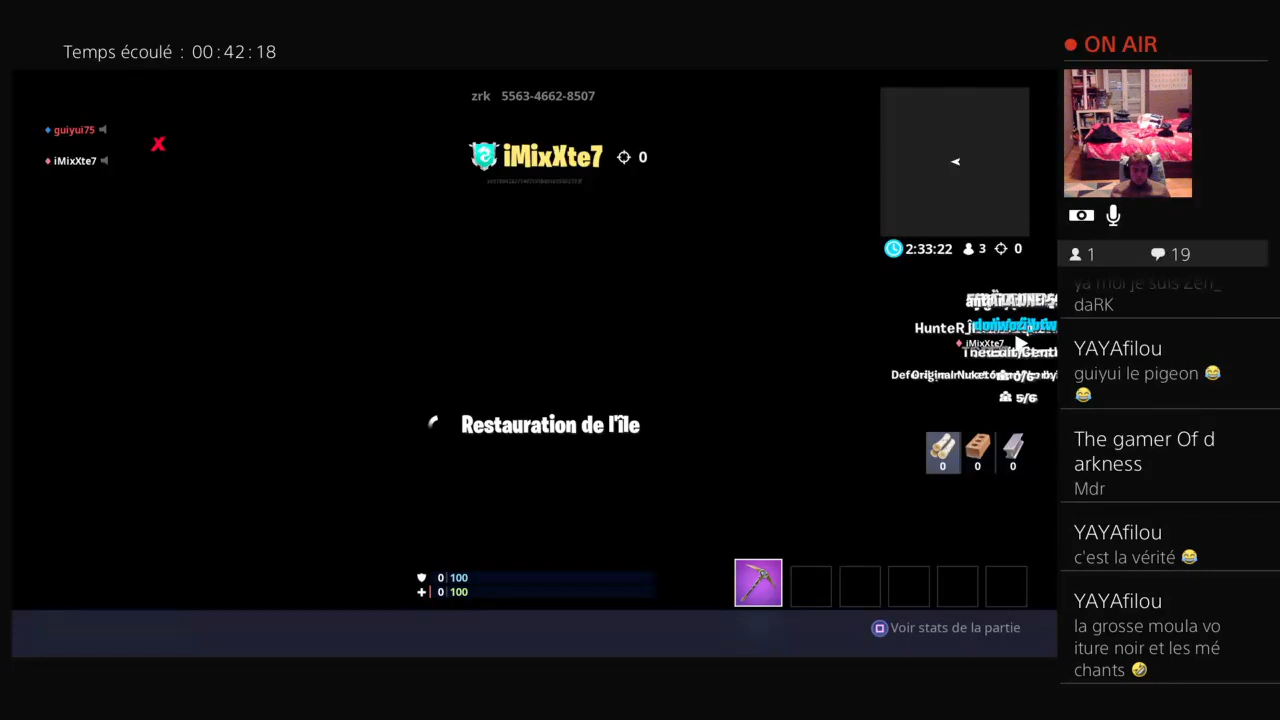 Temps écoulé : 00:42:18
ON AIR
zrk 5563-4662-8507
guiyui75
X
iMixXte7
iMixXte7 0
2:33:22 3 0
1 19
daRK
YAYAfilou
guiyui le pigeon 😂
😂
The gamer Of d
arkness
Mdr
YAYAfilou
c'est la vérité 😂
YAYAfilou
la grosse moula vo
iture noir et les mé
chants 🤣
iMixXte7
5/6
Restauration de l'île
0 0 0
0 | 100
0 | 100
Voir stats de la partie